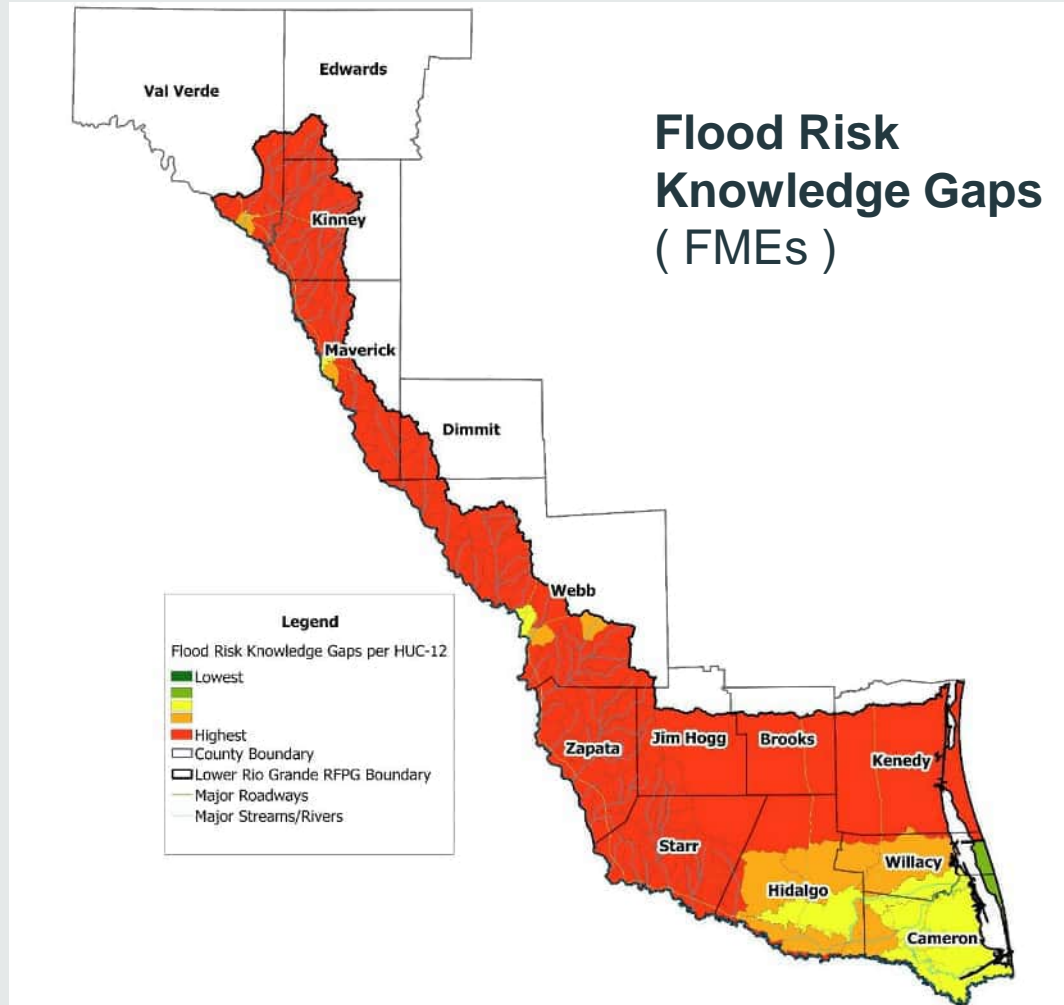 Flood Risk
Knowledge Gaps
( FMEs )
Edwards
Val Verde
Kinney
Maverick
Dimmit
Webb
Legend
Flood Risk Knowledge Gaps per HUC-12
Lowest
Highest
County Boundary
Lower Rio Grande RFPG Boundary
Major Roadways
Major Streams/Rivers
Zapata
Jim Hogg
Brooks
Kenedy
Starr
Willacy
Hidalgo
Cameron